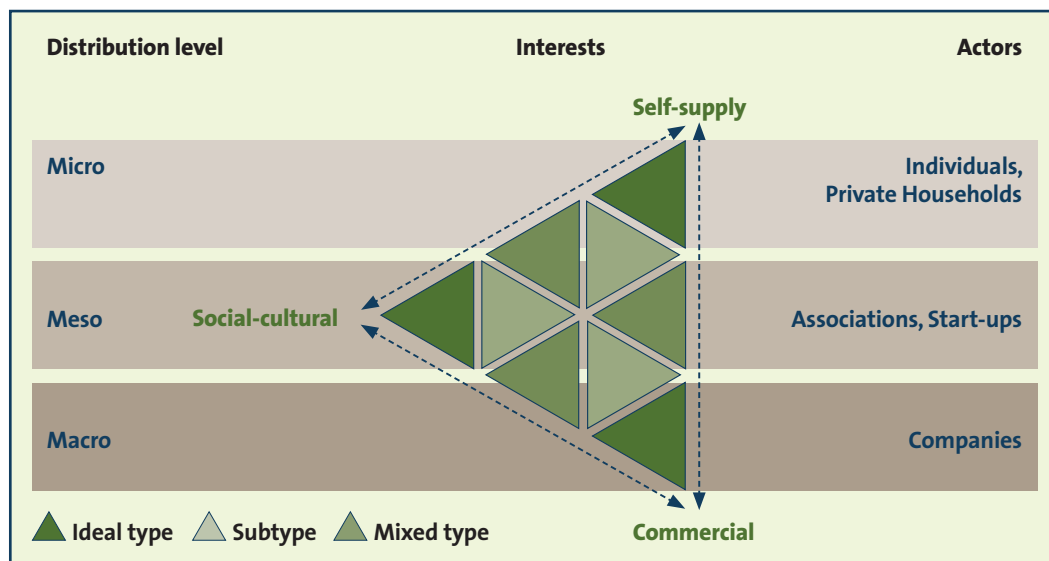 Distribution level
Interests
Actors
Self-supply
Micro
Individuals,
Private Households
Meso
Social-cultural
Associations, Start-ups
Macro
Companies
Ideal type
Subtype
Mixed type
Commercial